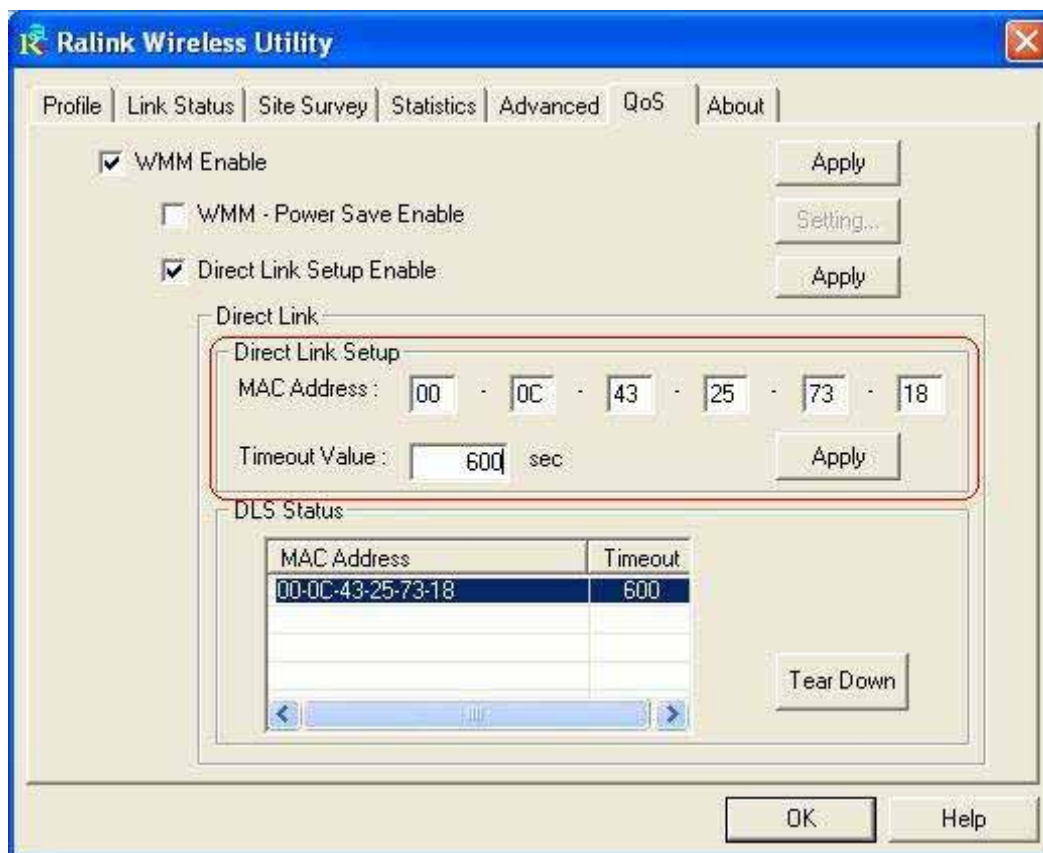 Ralink Wireless Utility
Profile Link Status Site Survey Statistics Advanced QoS About
WMM Enable Apply
WMM - Power Save Enable Setting...
Direct Link Setup Enable Apply
Direct Link
Direct Link Setup
MAC Address : 00 - 0C - 43 - 25 - 73 - 18
Timeout Value : 600 sec Apply
DLS Status
MAC Address Timeout
00-0C-43-25-73-18 600
Tear Down
OK Help